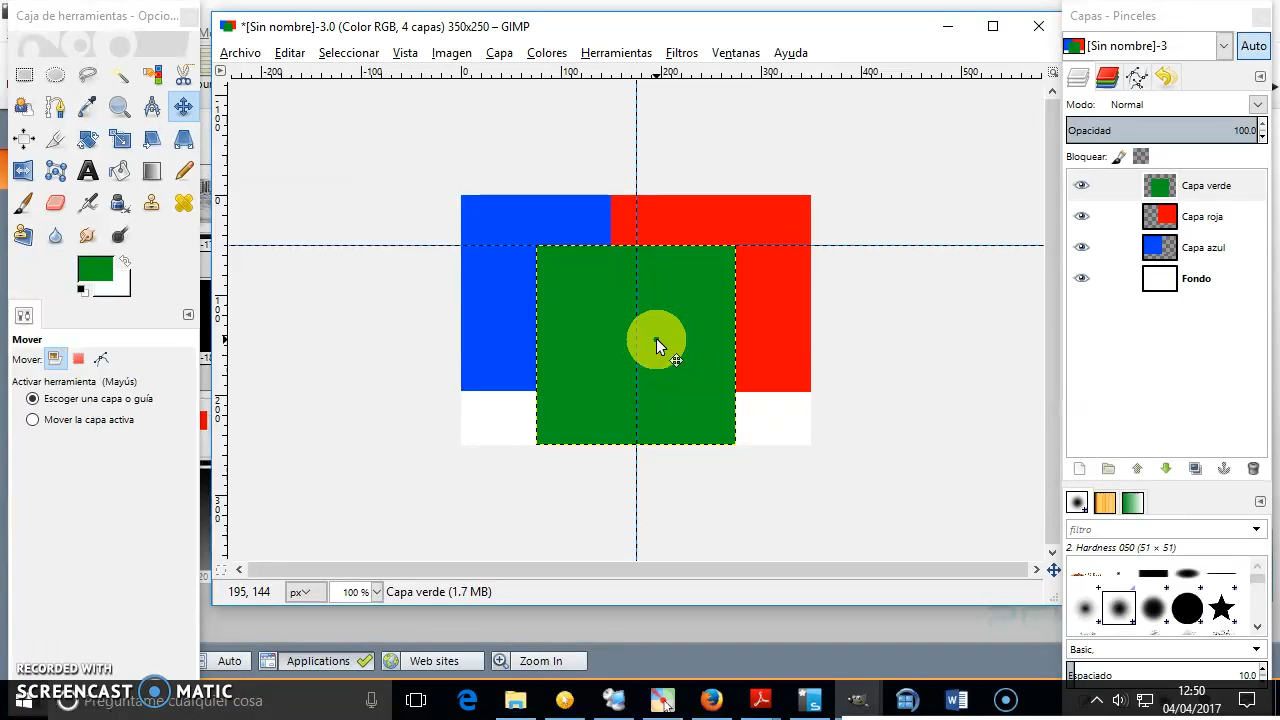 Caja de herramientas - Opcio...
*[Sin nombre]-3.0 (Color RGB, 4 capas) 350x250 – GIMP
Capas - Pinceles
Archivo Editar Seleccionar Vista Imagen Capa Colores Herramientas Filtros Ventanas Ayuda
[Sin nombre]-3
Auto
-200 -100 0 100 200 300 400 500
Modo: Normal
Opacidad 100.0
Bloquear:
Capa verde
Capa roja
Capa azul
Fondo
Mover
Mover:
Activar herramienta (Mayús)
Escoger una capa o guía
Mover la capa activa
filtro
2. Hardness 050 (51 × 51)
Basic,
Espaciado 10.0
195, 144 px 100 % Capa verde (1.7 MB)
Auto Applications Web sites Zoom In
RECORDED WITH
SCREENCAST MATIC
Pregúntame cualquier cosa
12:50
04/04/2017